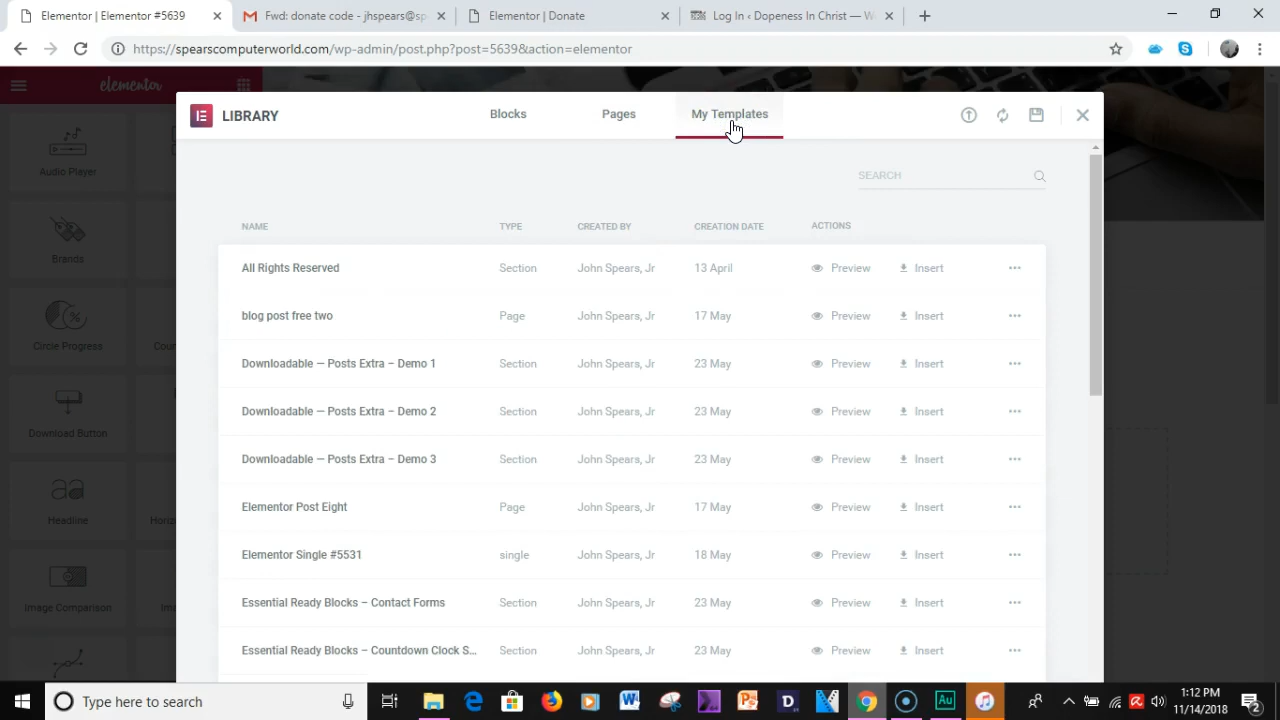 Elementor | Elementor #5639
Fwd: donate code - jhspears@sp
Elementor | Donate
Log In ‹ Dopeness In Christ — W
https://spearscomputerworld.com/wp-admin/post.php?post=5639&action=elementor
elementor
LIBRARY
Blocks
Pages
My Templates
SEARCH
NAME TYPE CREATED BY CREATION DATE ACTIONS
All Rights Reserved Section John Spears, Jr 13 April Preview Insert
blog post free two Page John Spears, Jr 17 May Preview Insert
Downloadable — Posts Extra – Demo 1 Section John Spears, Jr 23 May Preview Insert
Downloadable — Posts Extra – Demo 2 Section John Spears, Jr 23 May Preview Insert
Downloadable — Posts Extra – Demo 3 Section John Spears, Jr 23 May Preview Insert
Elementor Post Eight Page John Spears, Jr 17 May Preview Insert
Elementor Single #5531 single John Spears, Jr 18 May Preview Insert
Essential Ready Blocks – Contact Forms Section John Spears, Jr 23 May Preview Insert
Essential Ready Blocks – Countdown Clock S... Section John Spears, Jr 23 May Preview Insert
Audio Player
Brands
Circle Progress
Coun
Download Button
Headline
Horiz
Image Comparison
Ima
Type here to search
1:12 PM
11/14/2018
2